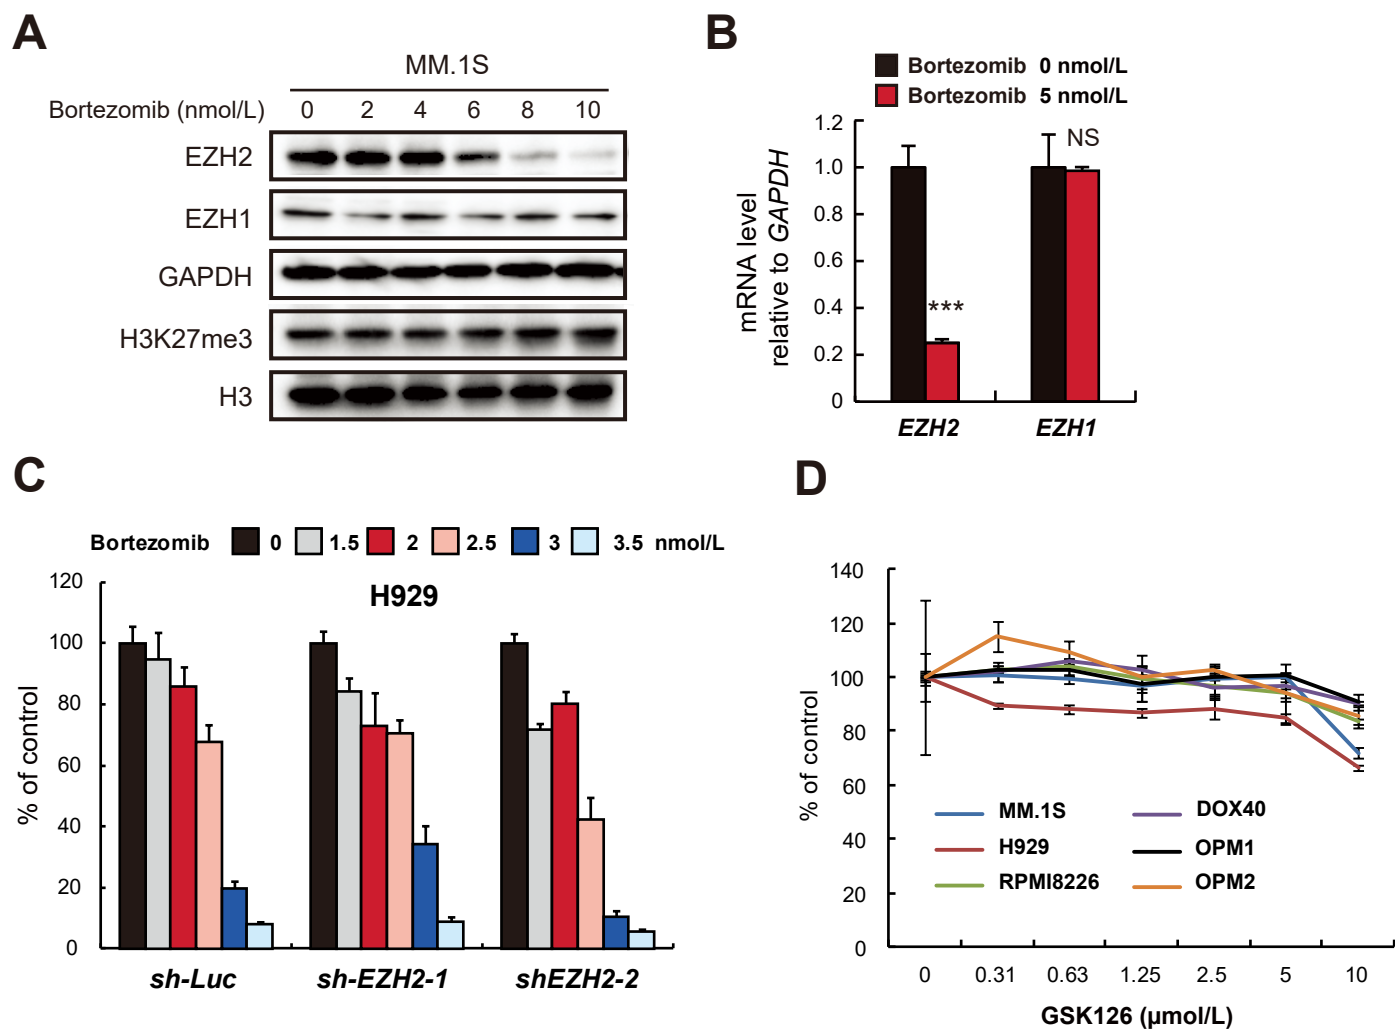 A
MM.1S
Bortezomib (nmol/L) 0 2 4 6 8 10
EZH2
EZH1
GAPDH
H3K27me3
H3
B
Bortezomib 0 nmol/L
Bortezomib 5 nmol/L
mRNA level
relative to GAPDH
1.2
1.0
0.8
0.6
0.4
0.2
0
***
NS
EZH2 EZH1
C
Bortezomib 0 1.5 2 2.5 3 3.5 nmol/L
H929
% of control
120
100
80
60
40
20
0
sh-Luc sh-EZH2-1 shEZH2-2
D
% of control
140
120
100
80
60
40
20
0
MM.1S
H929
RPMI8226
DOX40
OPM1
OPM2
0 0.31 0.63 1.25 2.5 5 10
GSK126 (µmol/L)